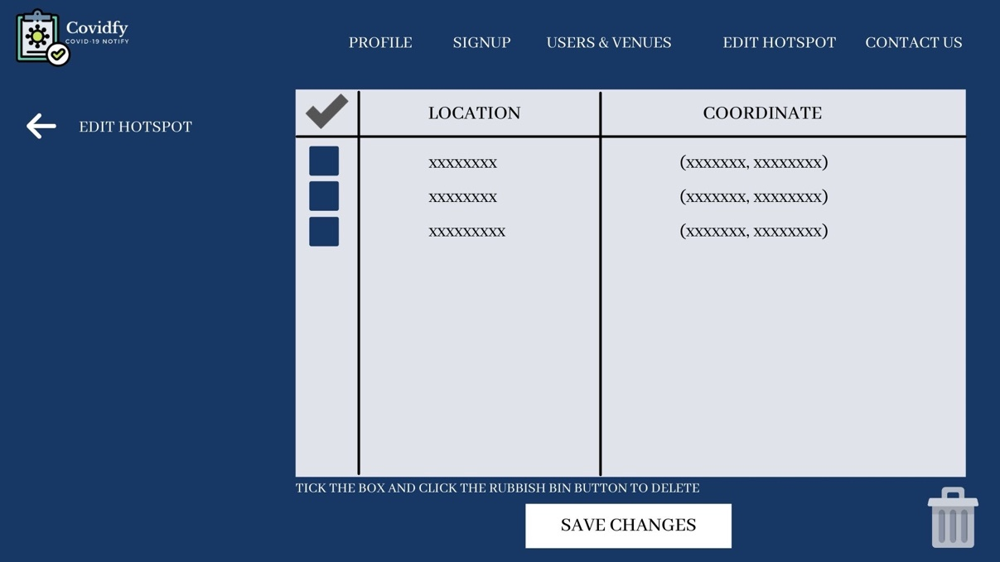 Covidfy
COVID-19 NOTIFY
PROFILE SIGNUP USERS & VENUES EDIT HOTSPOT CONTACT US
EDIT HOTSPOT
LOCATION COORDINATE
xxxxxxxx (xxxxxxx, xxxxxxxx)
xxxxxxxx (xxxxxxx, xxxxxxxx)
xxxxxxxxx (xxxxxxx, xxxxxxxx)
TICK THE BOX AND CLICK THE RUBBISH BIN BUTTON TO DELETE
SAVE CHANGES